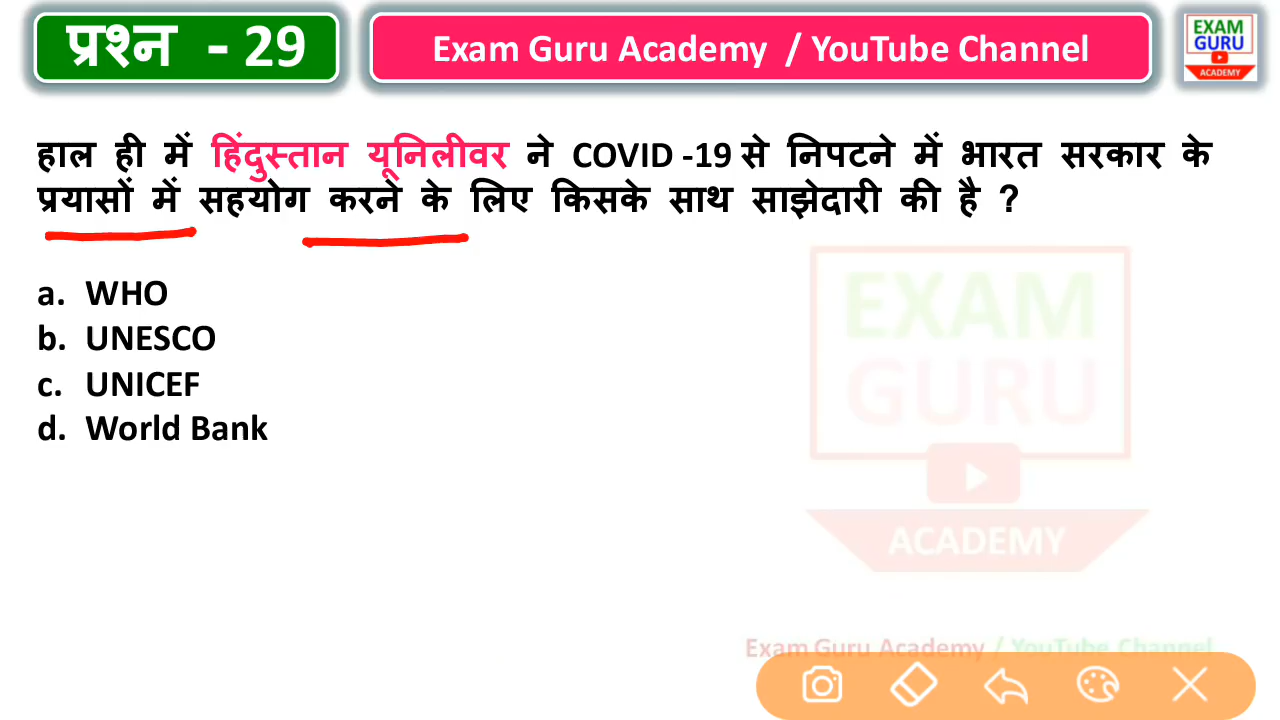 प्रश्न - 29
Exam Guru Academy / YouTube Channel
EXAM
GURU
ACADEMY
हाल ही में हिंदुस्तान यूनिलीवर ने COVID -19 से निपटने में भारत सरकार के
प्रयासों में सहयोग करने के लिए किसके साथ साझेदारी की है ?
a. WHO
b. UNESCO
c. UNICEF
d. World Bank
EXAM
GURU
ACADEMY
Exam Guru Academy / YouTube Channel